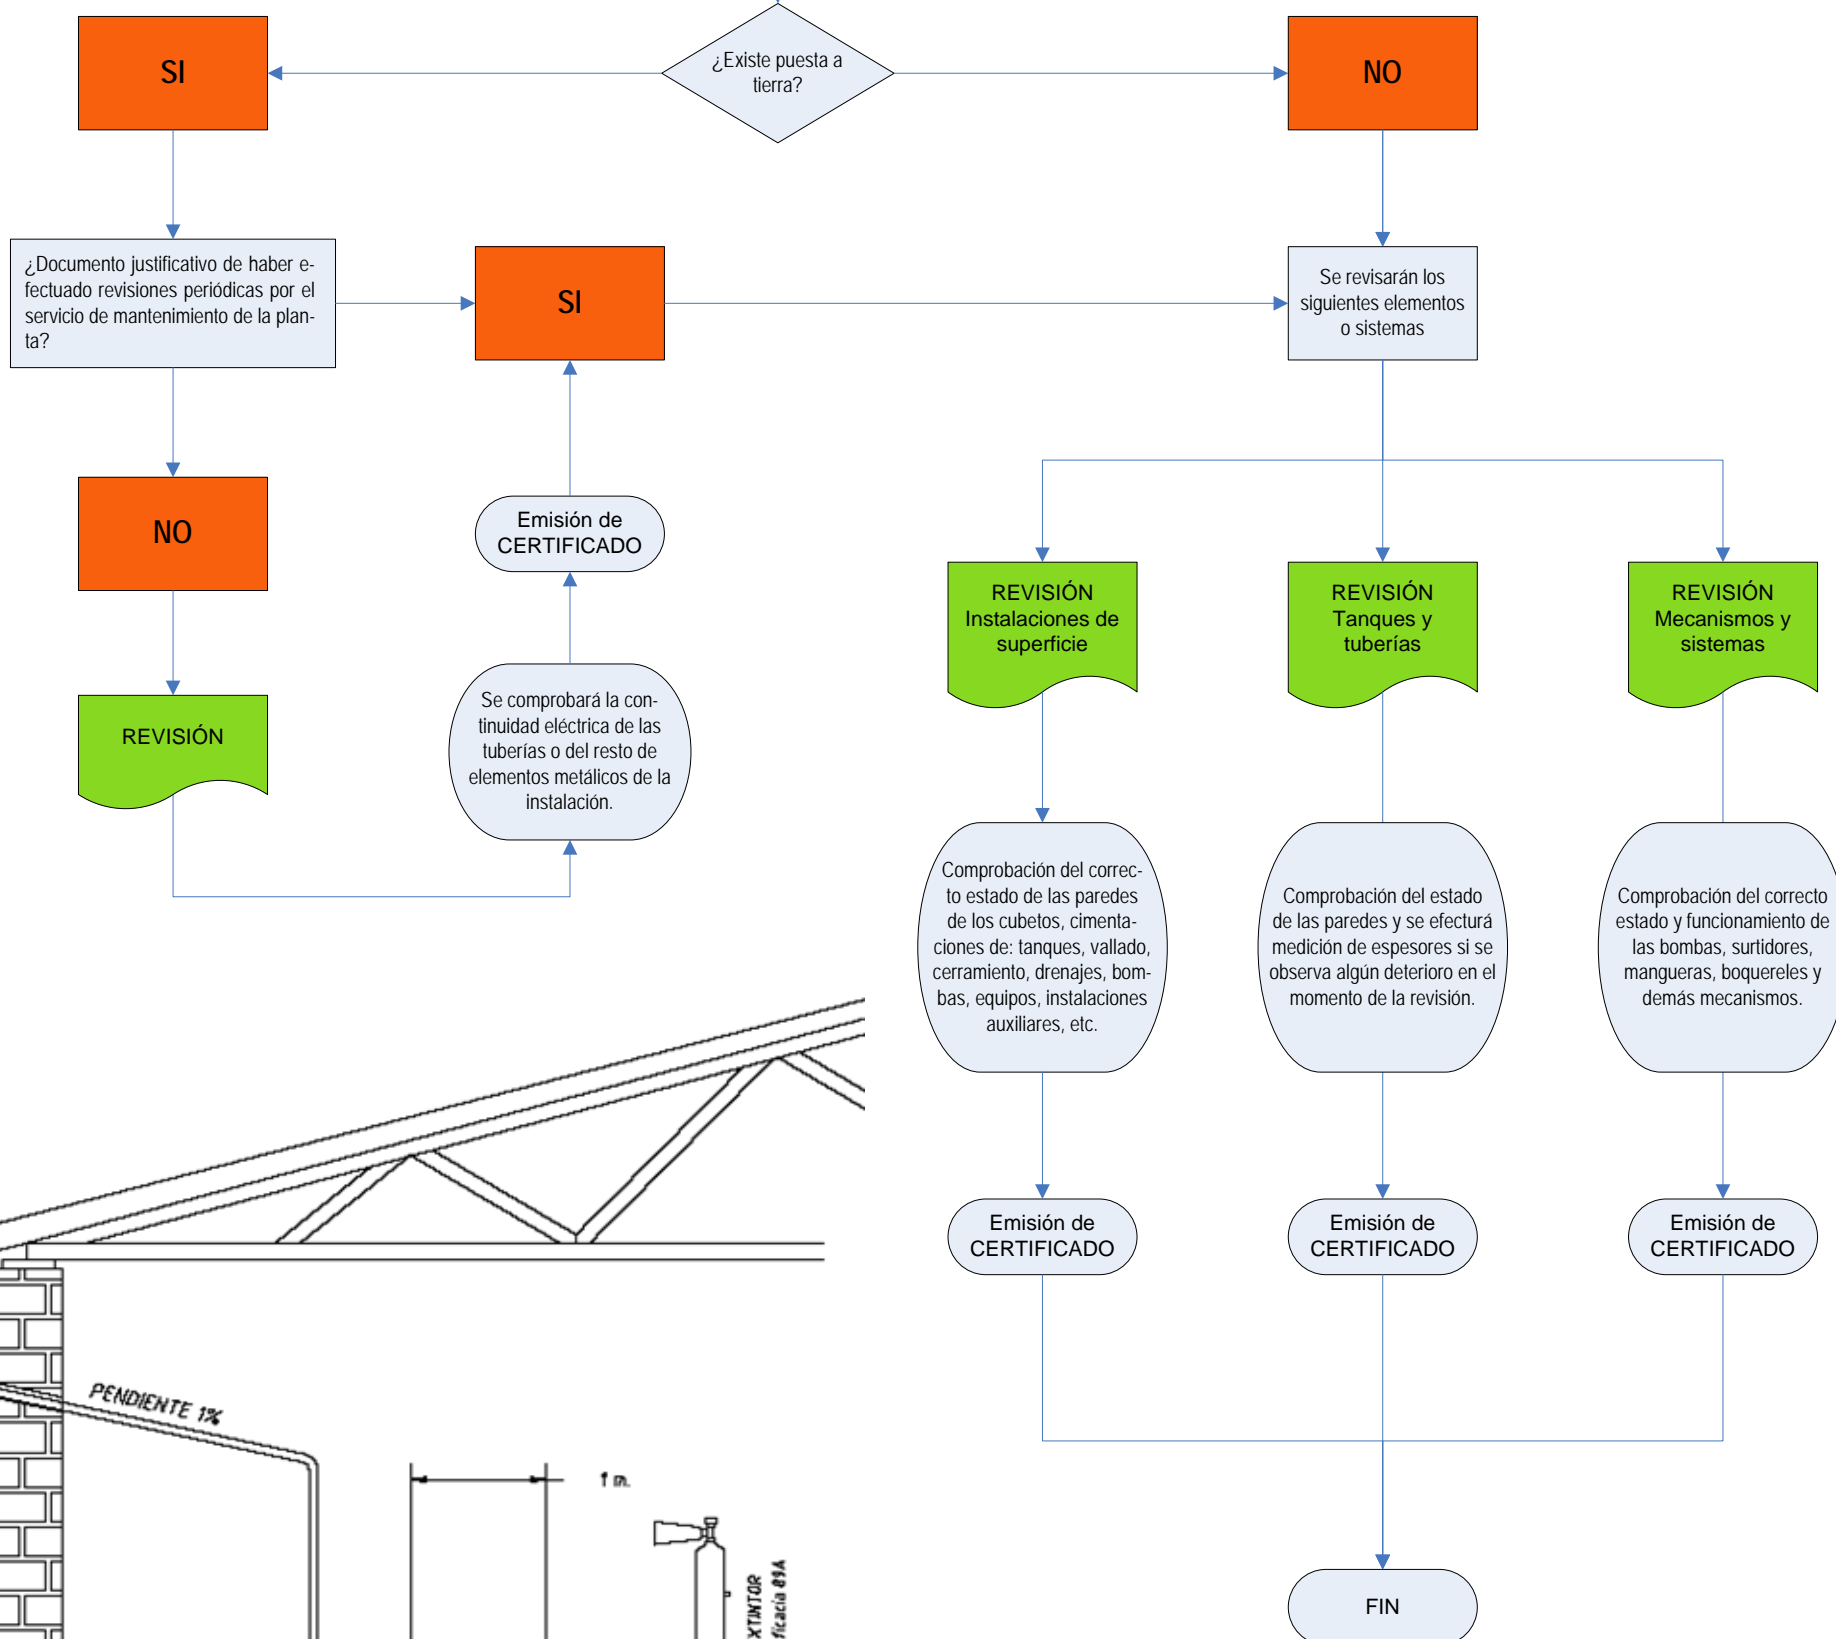 ¿Existe puesta a
tierra?
SI
NO
¿Documento justificativo de haber e-
fectuado revisiones periódicas por el
servicio de mantenimiento de la plan-
ta?
SI
Se revisarán los
siguientes elementos
o sistemas
NO
Emisión de
CERTIFICADO
REVISIÓN
Se comprobará la con-
tinuidad eléctrica de las
tuberías o del resto de
elementos metálicos de la
instalación.
REVISIÓN
Instalaciones de
superficie
REVISIÓN
Tanques y
tuberías
REVISIÓN
Mecanismos y
sistemas
Comprobación del correc-
to estado de las paredes
de los cubetos, cimenta-
ciones de: tanques, vallado,
cerramiento, drenajes, bom-
bas, equipos, instalaciones
auxiliares, etc.
Comprobación del estado
de las paredes y se efecturá
medición de espesores si se
observa algún deterioro en el
momento de la revisión.
Comprobación del correcto
estado y funcionamiento de
las bombas, surtidores,
mangueras, boquereles y
demás mecanismos.
Emisión de
CERTIFICADO
Emisión de
CERTIFICADO
Emisión de
CERTIFICADO
FIN
PENDIENTE 1%
1 m.
XTINTOR
ficacia 89A